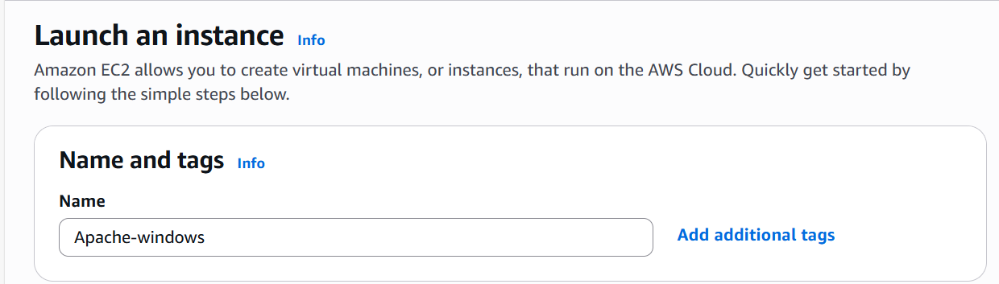 Launch an instance Info
Amazon EC2 allows you to create virtual machines, or instances, that run on the AWS Cloud. Quickly get started by
following the simple steps below.
Name and tags Info
Name
Apache-windows Add additional tags